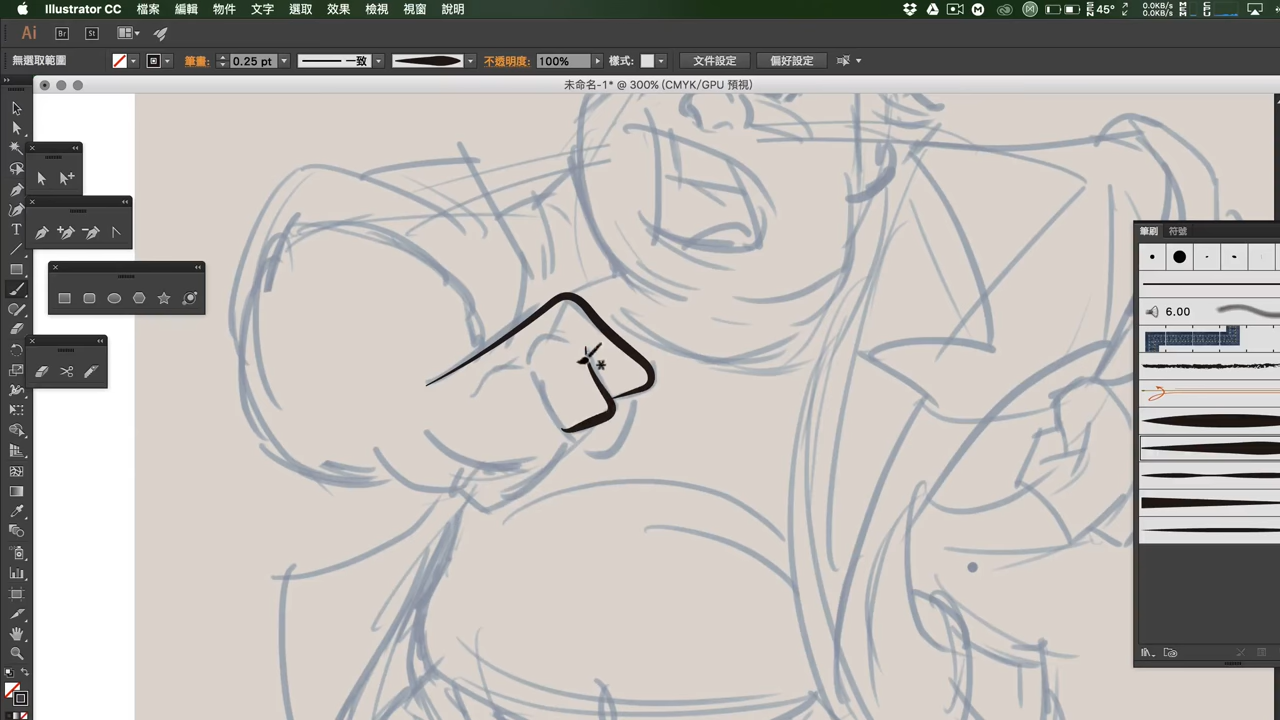 Illustrator CC 檔案 編輯 物件 文字 選取 效果 檢視 視窗 說明 45° 0.0KB/s 0.0KB/s
Ai Br St
無選取範圍 筆畫: 0.25 pt 一致 不透明度: 100% 樣式: 文件設定 偏好設定
未命名-1* @ 300% (CMYK/GPU 預視)
筆刷 符號
6.00